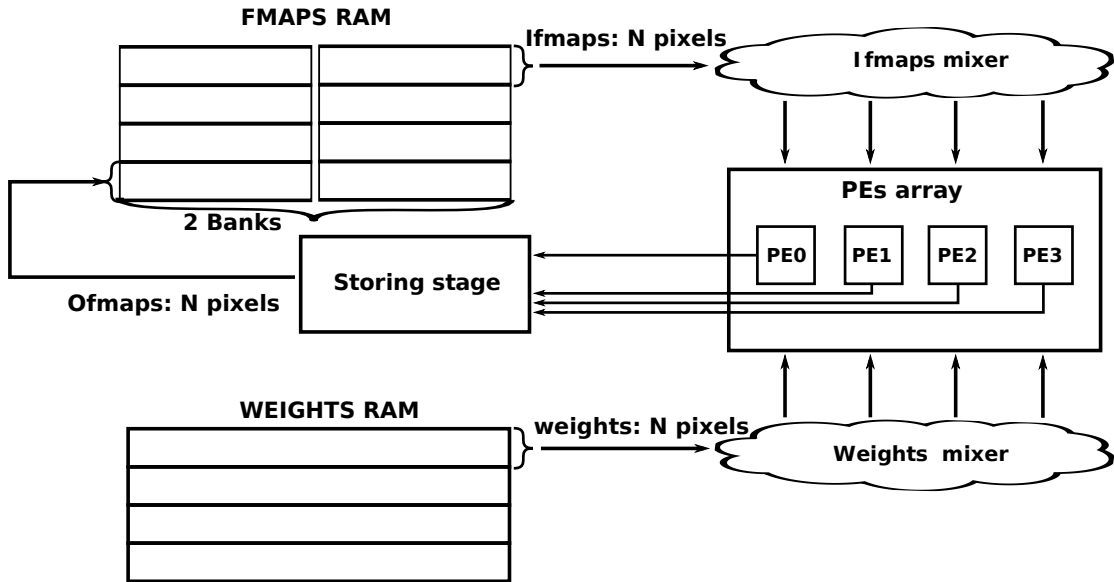 FMAPS RAM
Ifmaps: N pixels
Ifmaps mixer
PEs array
2 Banks
PE0
PE1
PE2
PE3
Storing stage
Ofmaps: N pixels
WEIGHTS RAM
weights: N pixels
Weights mixer